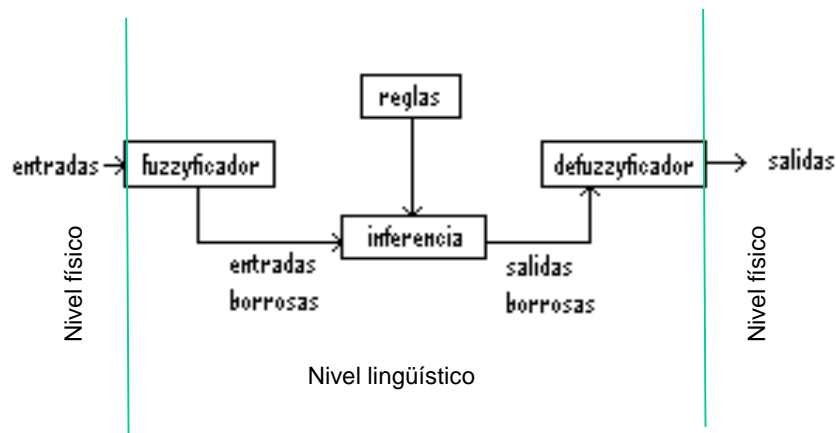 reglas
entradas
fuzzyficador
defuzzyficador
salidas
inferencia
entradas
borrosas
salidas
borrosas
Nivel físico
Nivel físico
Nivel lingüístico